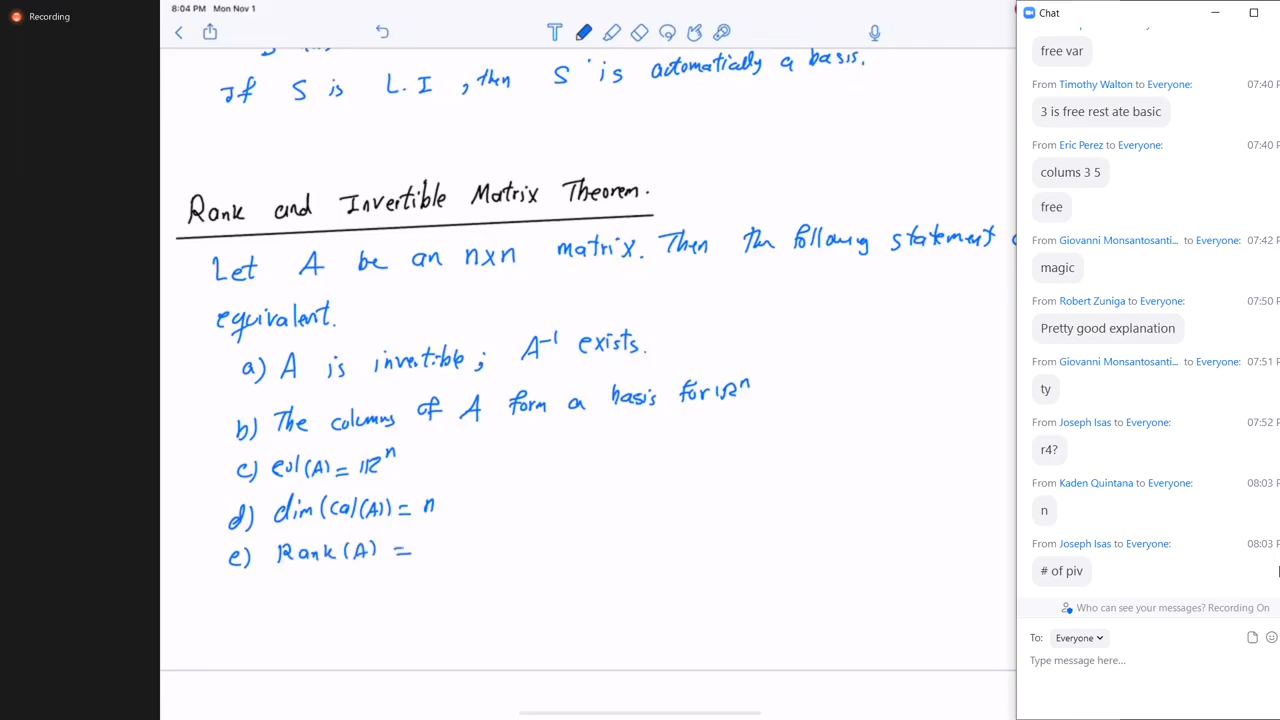 Recording
8:04 PM Mon Nov 1
If S is L.I, then S is automatically a basis.
Rank and Invertible Matrix Theorem.
Let A be an nxn matrix. Then the following statement
equivalent.
a) A is invertible; A⁻¹ exists.
b) The columns of A form a basis for ℝⁿ
c) col(A) = ℝⁿ
d) dim(Col(A)) = n
e) Rank(A) =
Chat
free var
From Timothy Walton to Everyone: 07:40 P
3 is free rest ate basic
From Eric Perez to Everyone: 07:40 P
colums 3 5
free
From Giovanni Monsantosanti... to Everyone: 07:42 P
magic
From Robert Zuniga to Everyone: 07:50 P
Pretty good explanation
From Giovanni Monsantosanti... to Everyone: 07:51 P
ty
From Joseph Isas to Everyone: 07:52 P
r4?
From Kaden Quintana to Everyone: 08:03 P
n
From Joseph Isas to Everyone: 08:03 P
# of piv
Who can see your messages? Recording On
To: Everyone
Type message here...